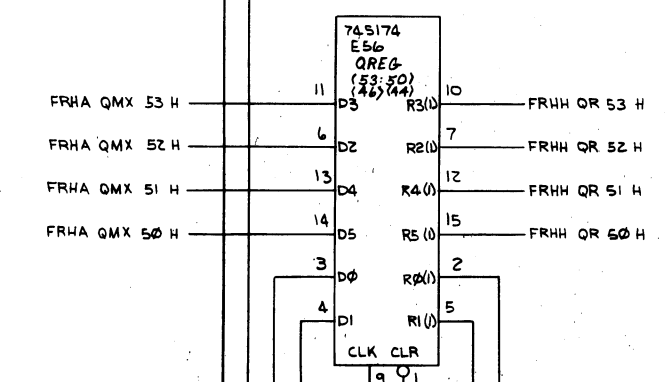 74S174
E56
QREG
(53:50)
(46)(44)
FRHA QMX 53 H 11 D3 R3(1) 10 FRHH QR 53 H
FRHA QMX 52 H 6 D2 R2(1) 7 FRHH QR 52 H
FRHA QMX 51 H 13 D4 R4(1) 12 FRHH QR 51 H
FRHA QMX 5Ø H 14 D5 R5(1) 15 FRHH QR 5Ø H
3 DØ RØ(1) 2
4 D1 R1(1) 5
CLK CLR
9 1